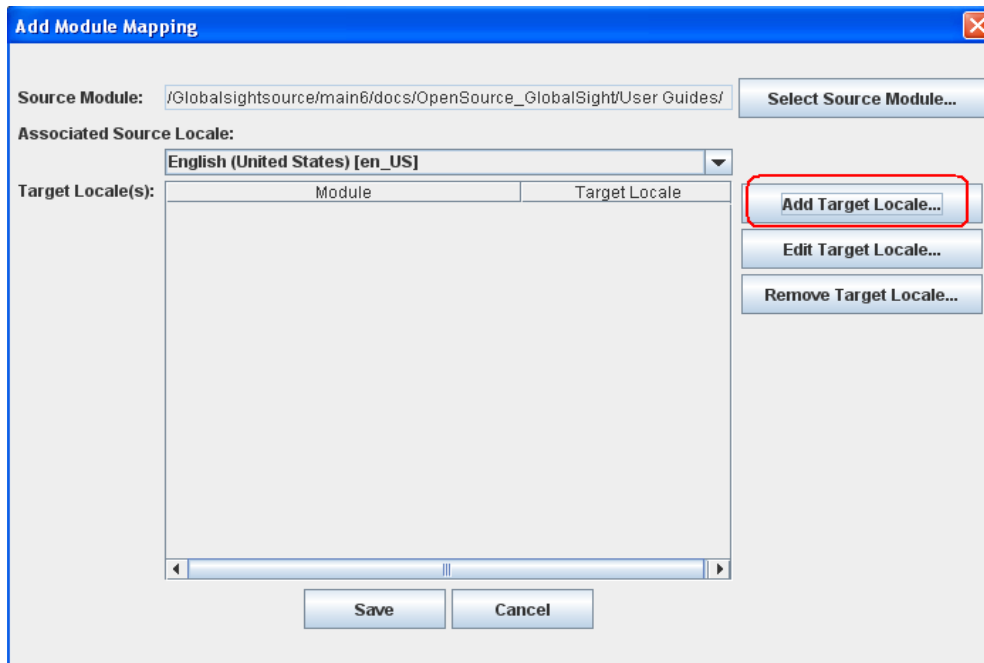 Add Module Mapping
Source Module: /Globalsightsource/main6/docs/OpenSource_GlobalSight/User Guides/ Select Source Module...
Associated Source Locale:
English (United States) [en_US]
Target Locale(s): Module Target Locale Add Target Locale...
Edit Target Locale...
Remove Target Locale...
Save Cancel